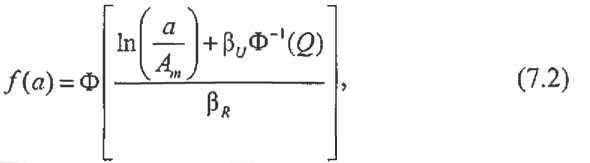 f(a) = Φ[ (ln(a/A_m) + β_U Φ⁻¹(Q)) / β_R ],    (7.2)